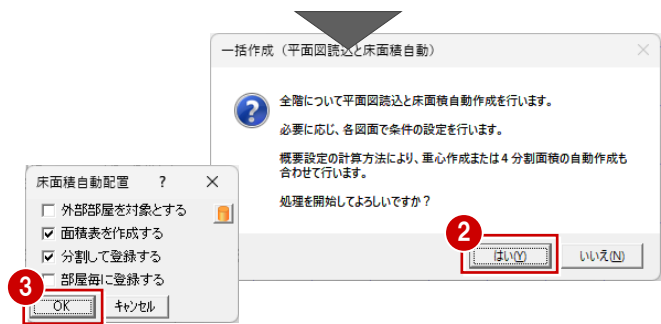 一括作成（平面図読込と床面積自動）
全階について平面図読込と床面積自動作成を行います。
必要に応じ、各図面で条件の設定を行います。
概要設定の計算方法により、重心作成または4分割面積の自動作成も
合わせて行います。
処理を開始してよろしいですか？
2
はい(Y)
いいえ(N)
床面積自動配置 ?
外部部屋を対象とする
面積表を作成する
分割して登録する
部屋毎に登録する
3
OK
キャンセル